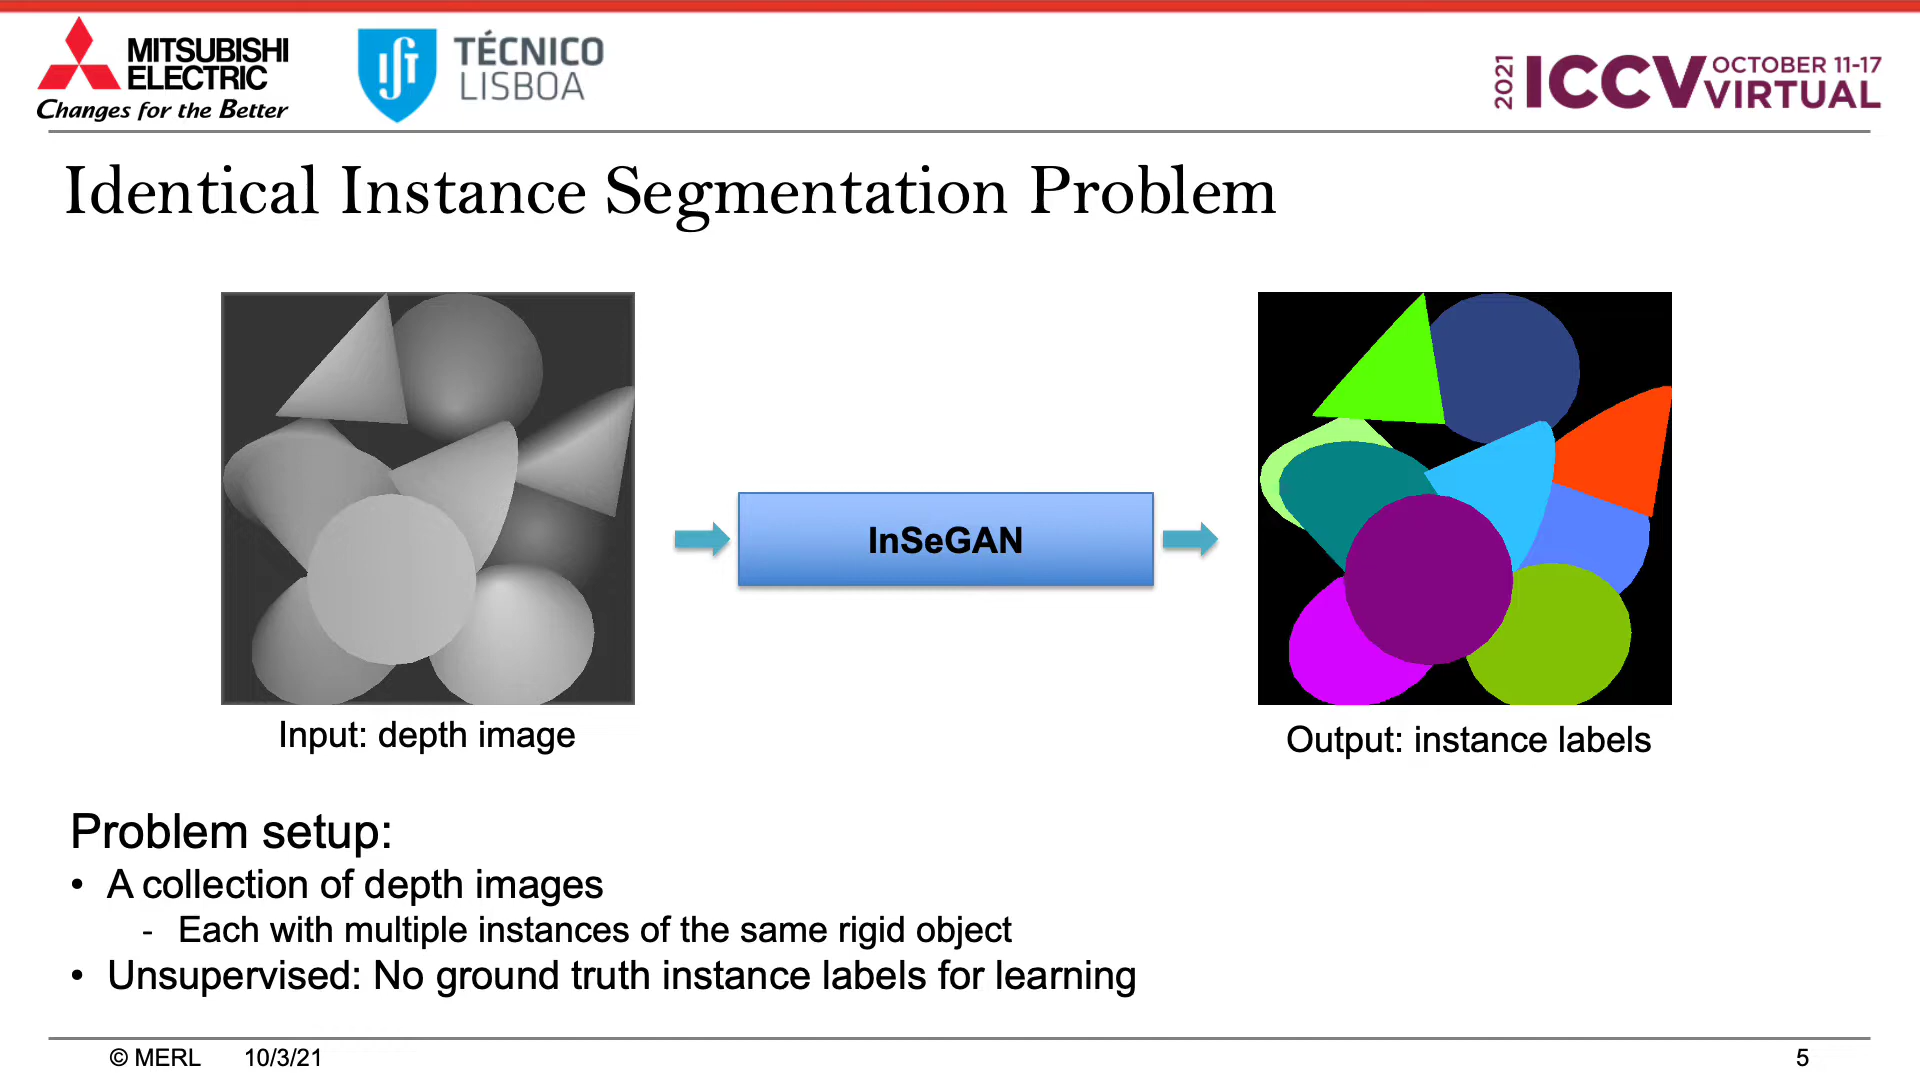 MITSUBISHI
ELECTRIC
Changes for the Better
TÉCNICO
LISBOA
2021
ICCV
OCTOBER 11-17
VIRTUAL
Identical Instance Segmentation Problem
InSeGAN
Input: depth image
Output: instance labels
Problem setup:
• A collection of depth images
- Each with multiple instances of the same rigid object
• Unsupervised: No ground truth instance labels for learning
© MERL 10/3/21 5